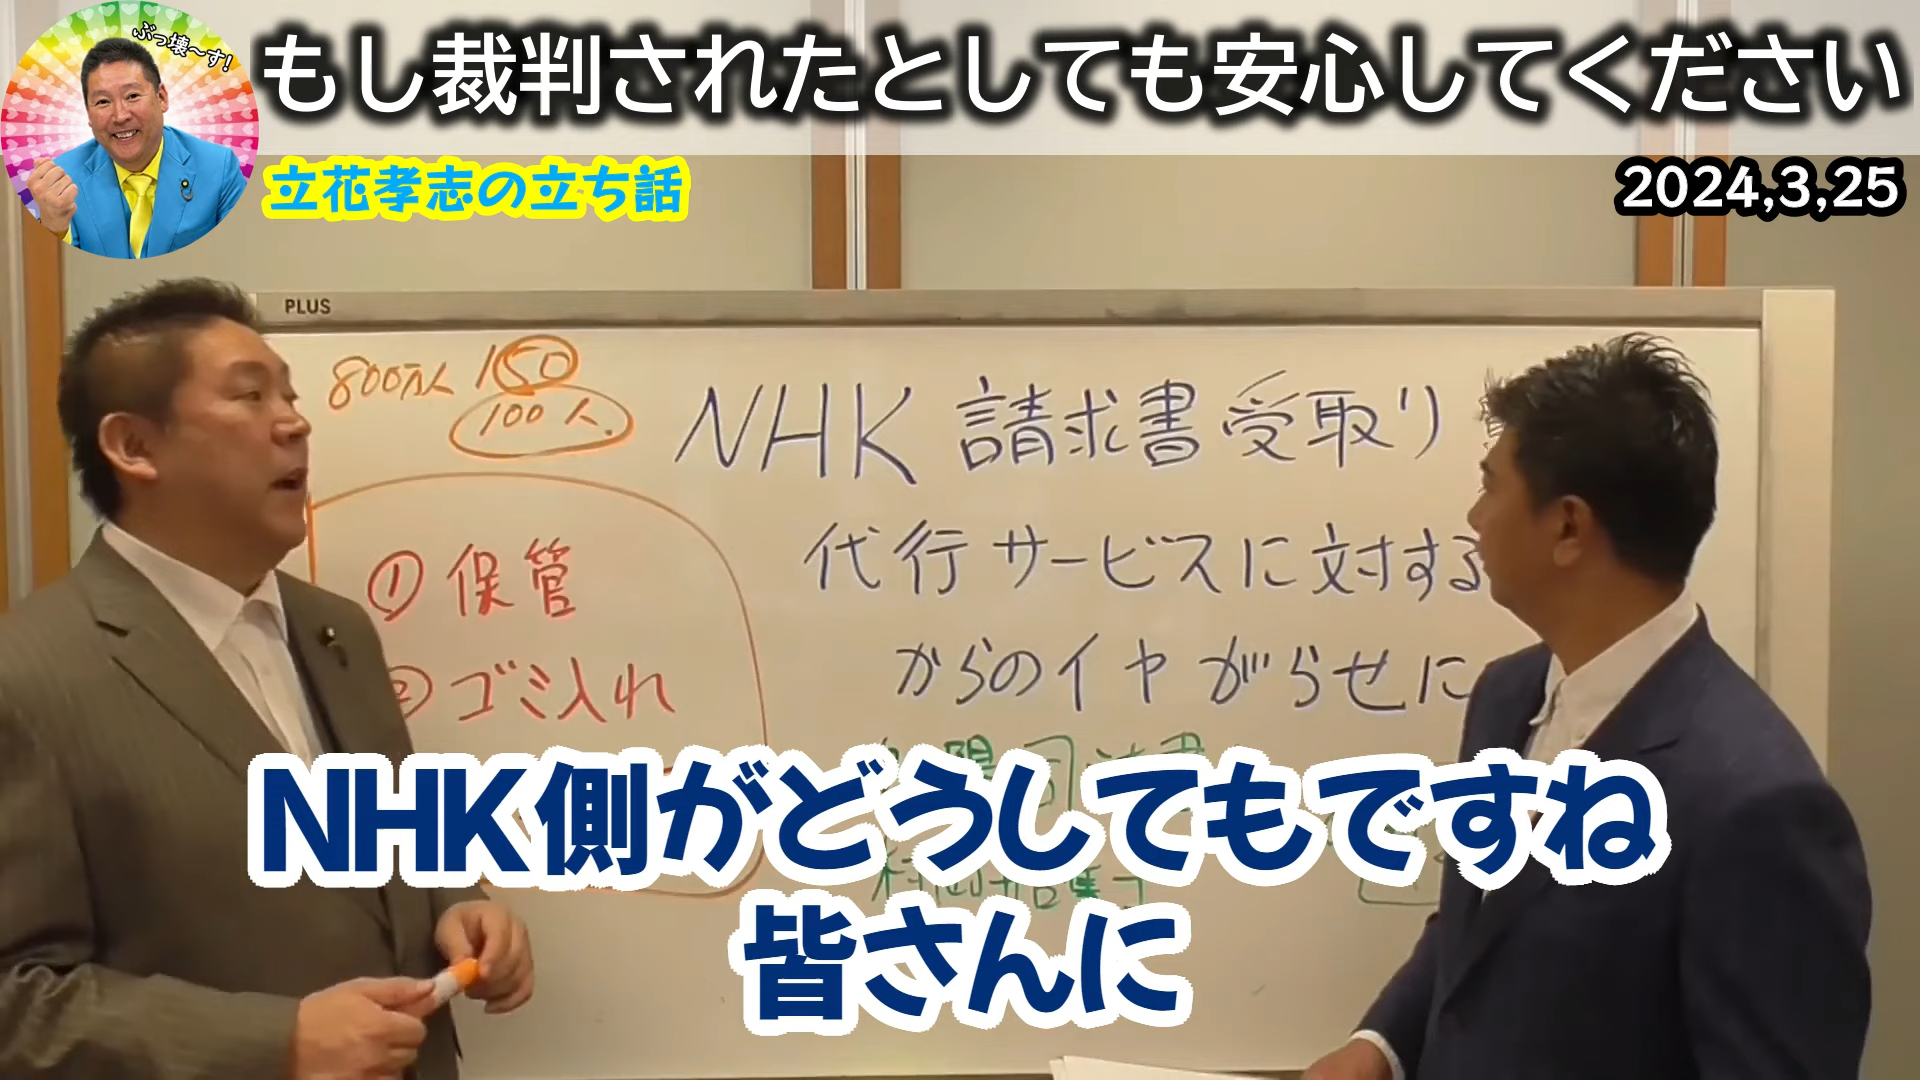 ぶっ壊〜す!
もし裁判されたとしても安心してください
立花孝志の立ち話
2024,3,25
PLUS
800万人 150
100人.
NHK 請求書受取り
代行サービスに対する
からのイヤがらせに
① 保管
② ゴミ入れ
NHK側がどうしてもですね
皆さんに